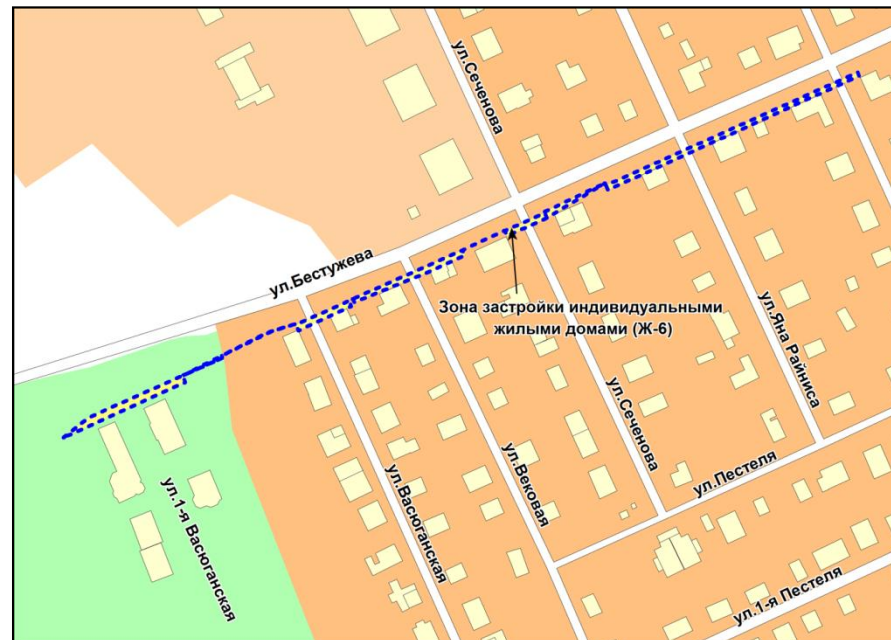 ул.Сеченова
ул.Бестужева
Зона застройки индивидуальными
жилыми домами (Ж-6)
ул.Яна Райниса
ул.Сеченова
ул.Пестеля
ул.Вековая
ул.Васюганская
ул.1-я Васюганская
ул.1-я Пестеля